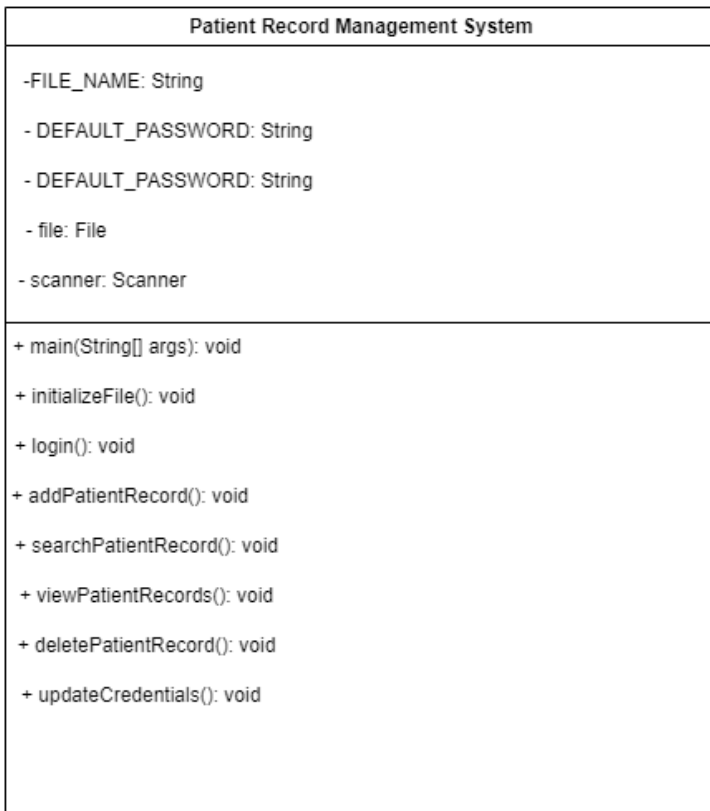 Patient Record Management System
-FILE_NAME: String
- DEFAULT_PASSWORD: String
- DEFAULT_PASSWORD: String
- file: File
- scanner: Scanner
+ main(String[] args): void
+ initializeFile(): void
+ login(): void
+ addPatientRecord(): void
+ searchPatientRecord(): void
+ viewPatientRecords(): void
+ deletePatientRecord(): void
+ updateCredentials(): void